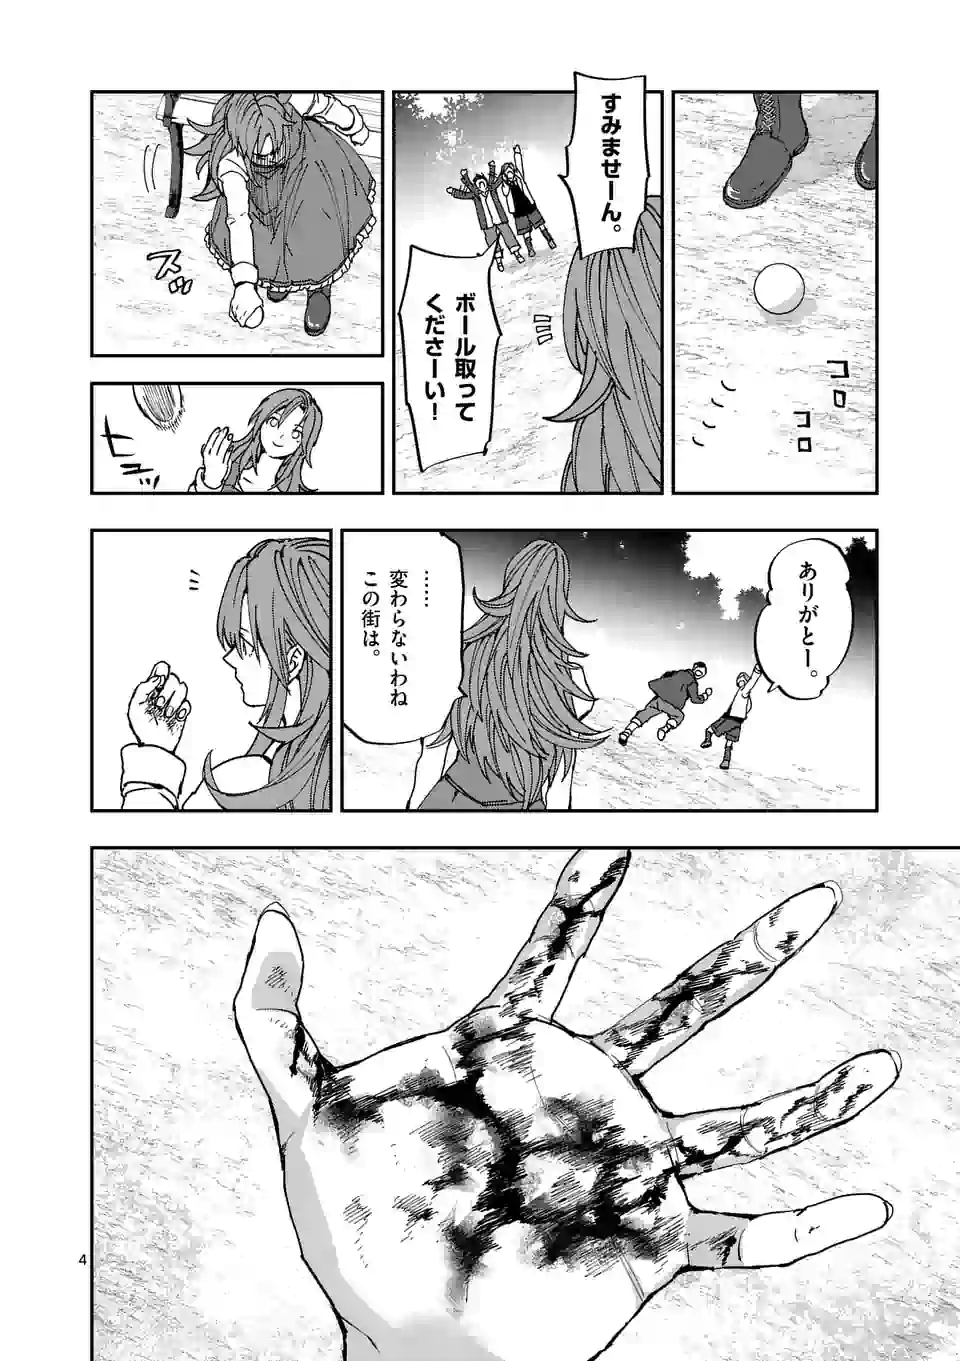 コロ
コロ
すみませーん。
ボール取って
くださーい！
スッ
ヒュッ
ありがとー。
……
変わらないわね
この街は。
4